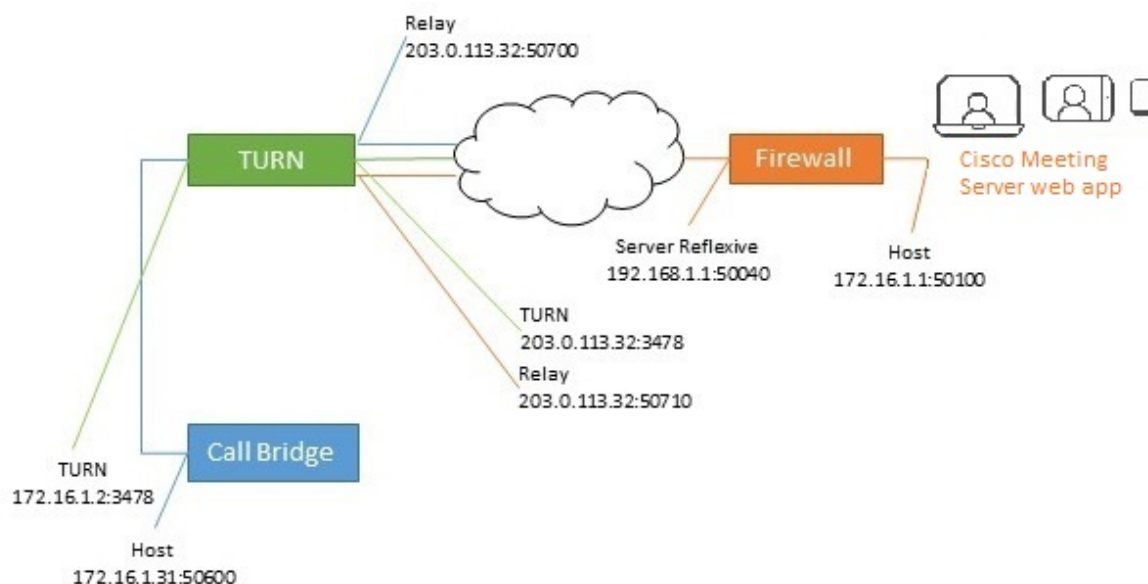 Relay
203.0.113.32:50700
TURN
Firewall
Cisco Meeting
Server web app
Server Reflexive
192.168.1.1:50040
Host
172.16.1.1:50100
TURN
203.0.113.32:3478
Relay
203.0.113.32:50710
Call Bridge
TURN
172.16.1.2:3478
Host
172.16.1.31:50600